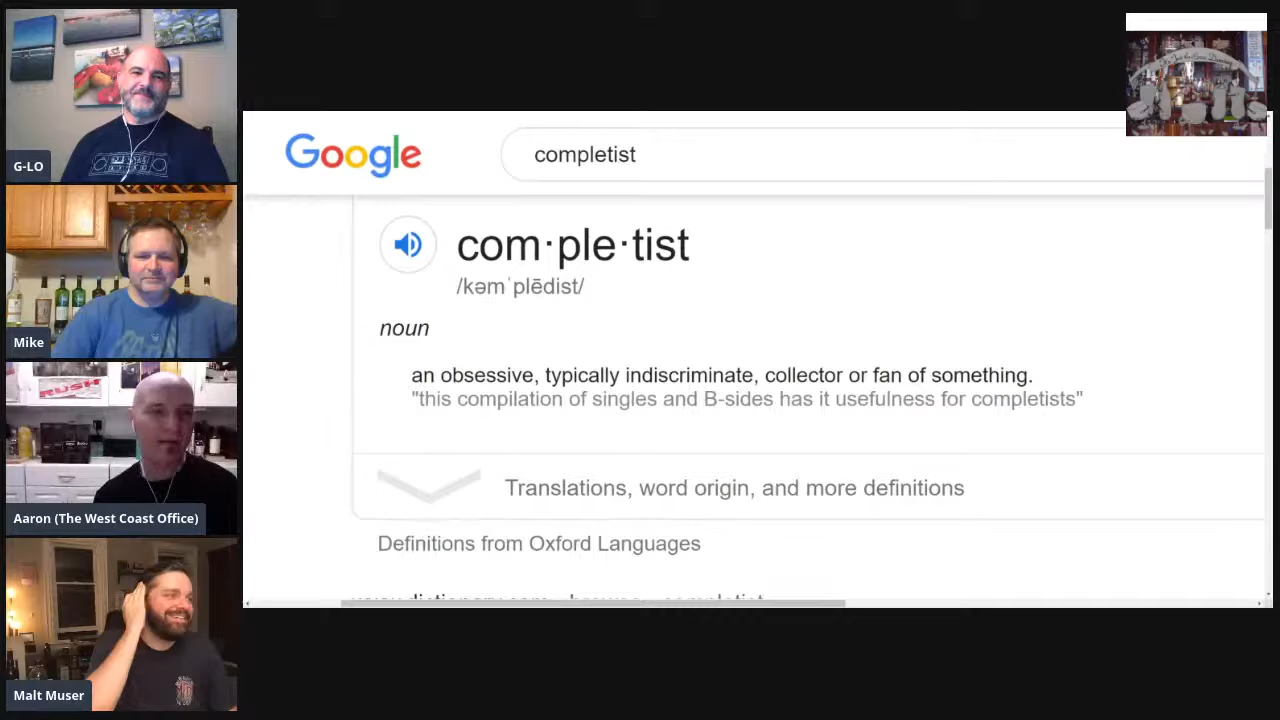 G-LO
Mike
RUSH
Aaron (The West Coast Office)
Malt Muser
Google
completist
com·ple·tist
/kəmˈplēdist/
noun
an obsessive, typically indiscriminate, collector or fan of something.
"this compilation of singles and B-sides has it usefulness for completists"
Translations, word origin, and more definitions
Definitions from Oxford Languages